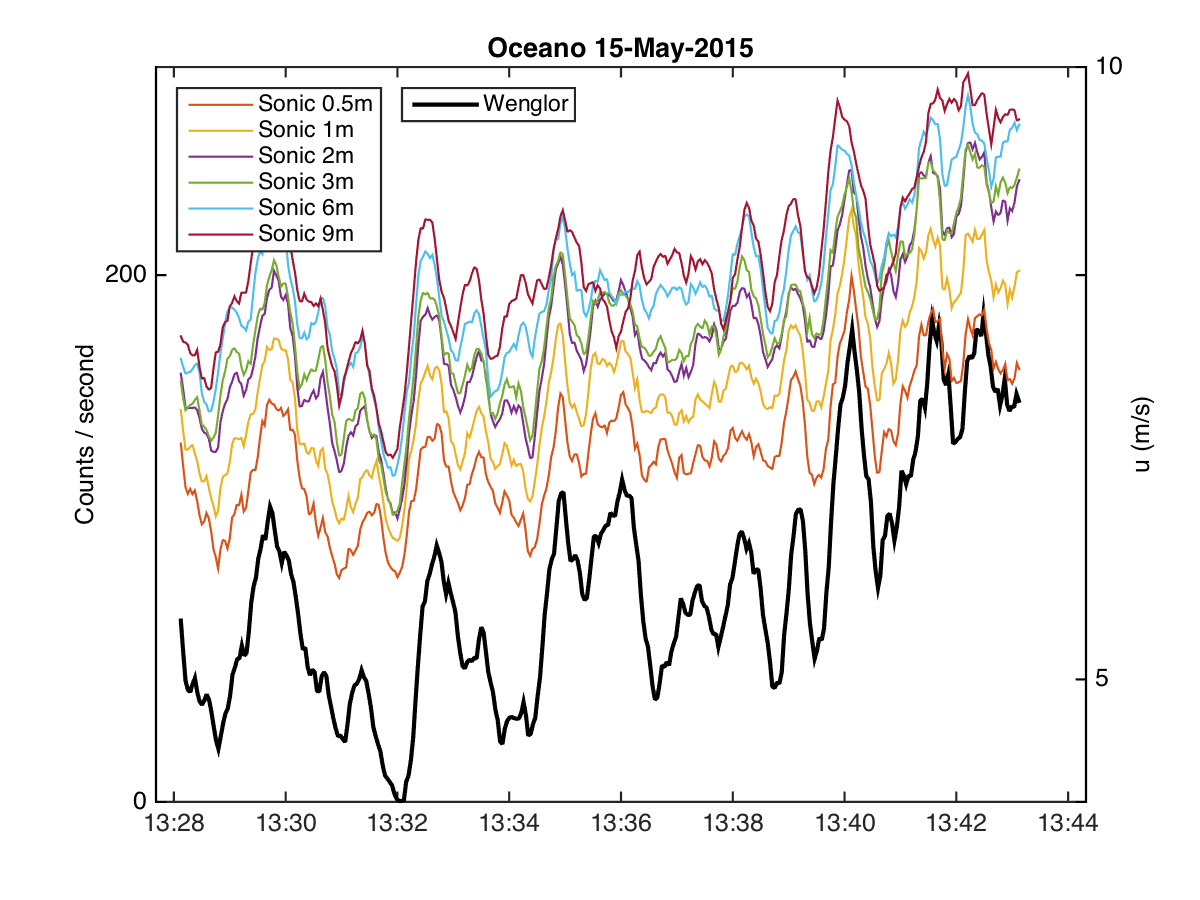 Oceano 15-May-2015
10
Sonic 0.5m
Wenglor
Sonic 1m
Sonic 2m
Sonic 3m
Sonic 6m
Sonic 9m
200
Counts / second
u (m/s)
5
0
13:28 13:30 13:32 13:34 13:36 13:38 13:40 13:42 13:44